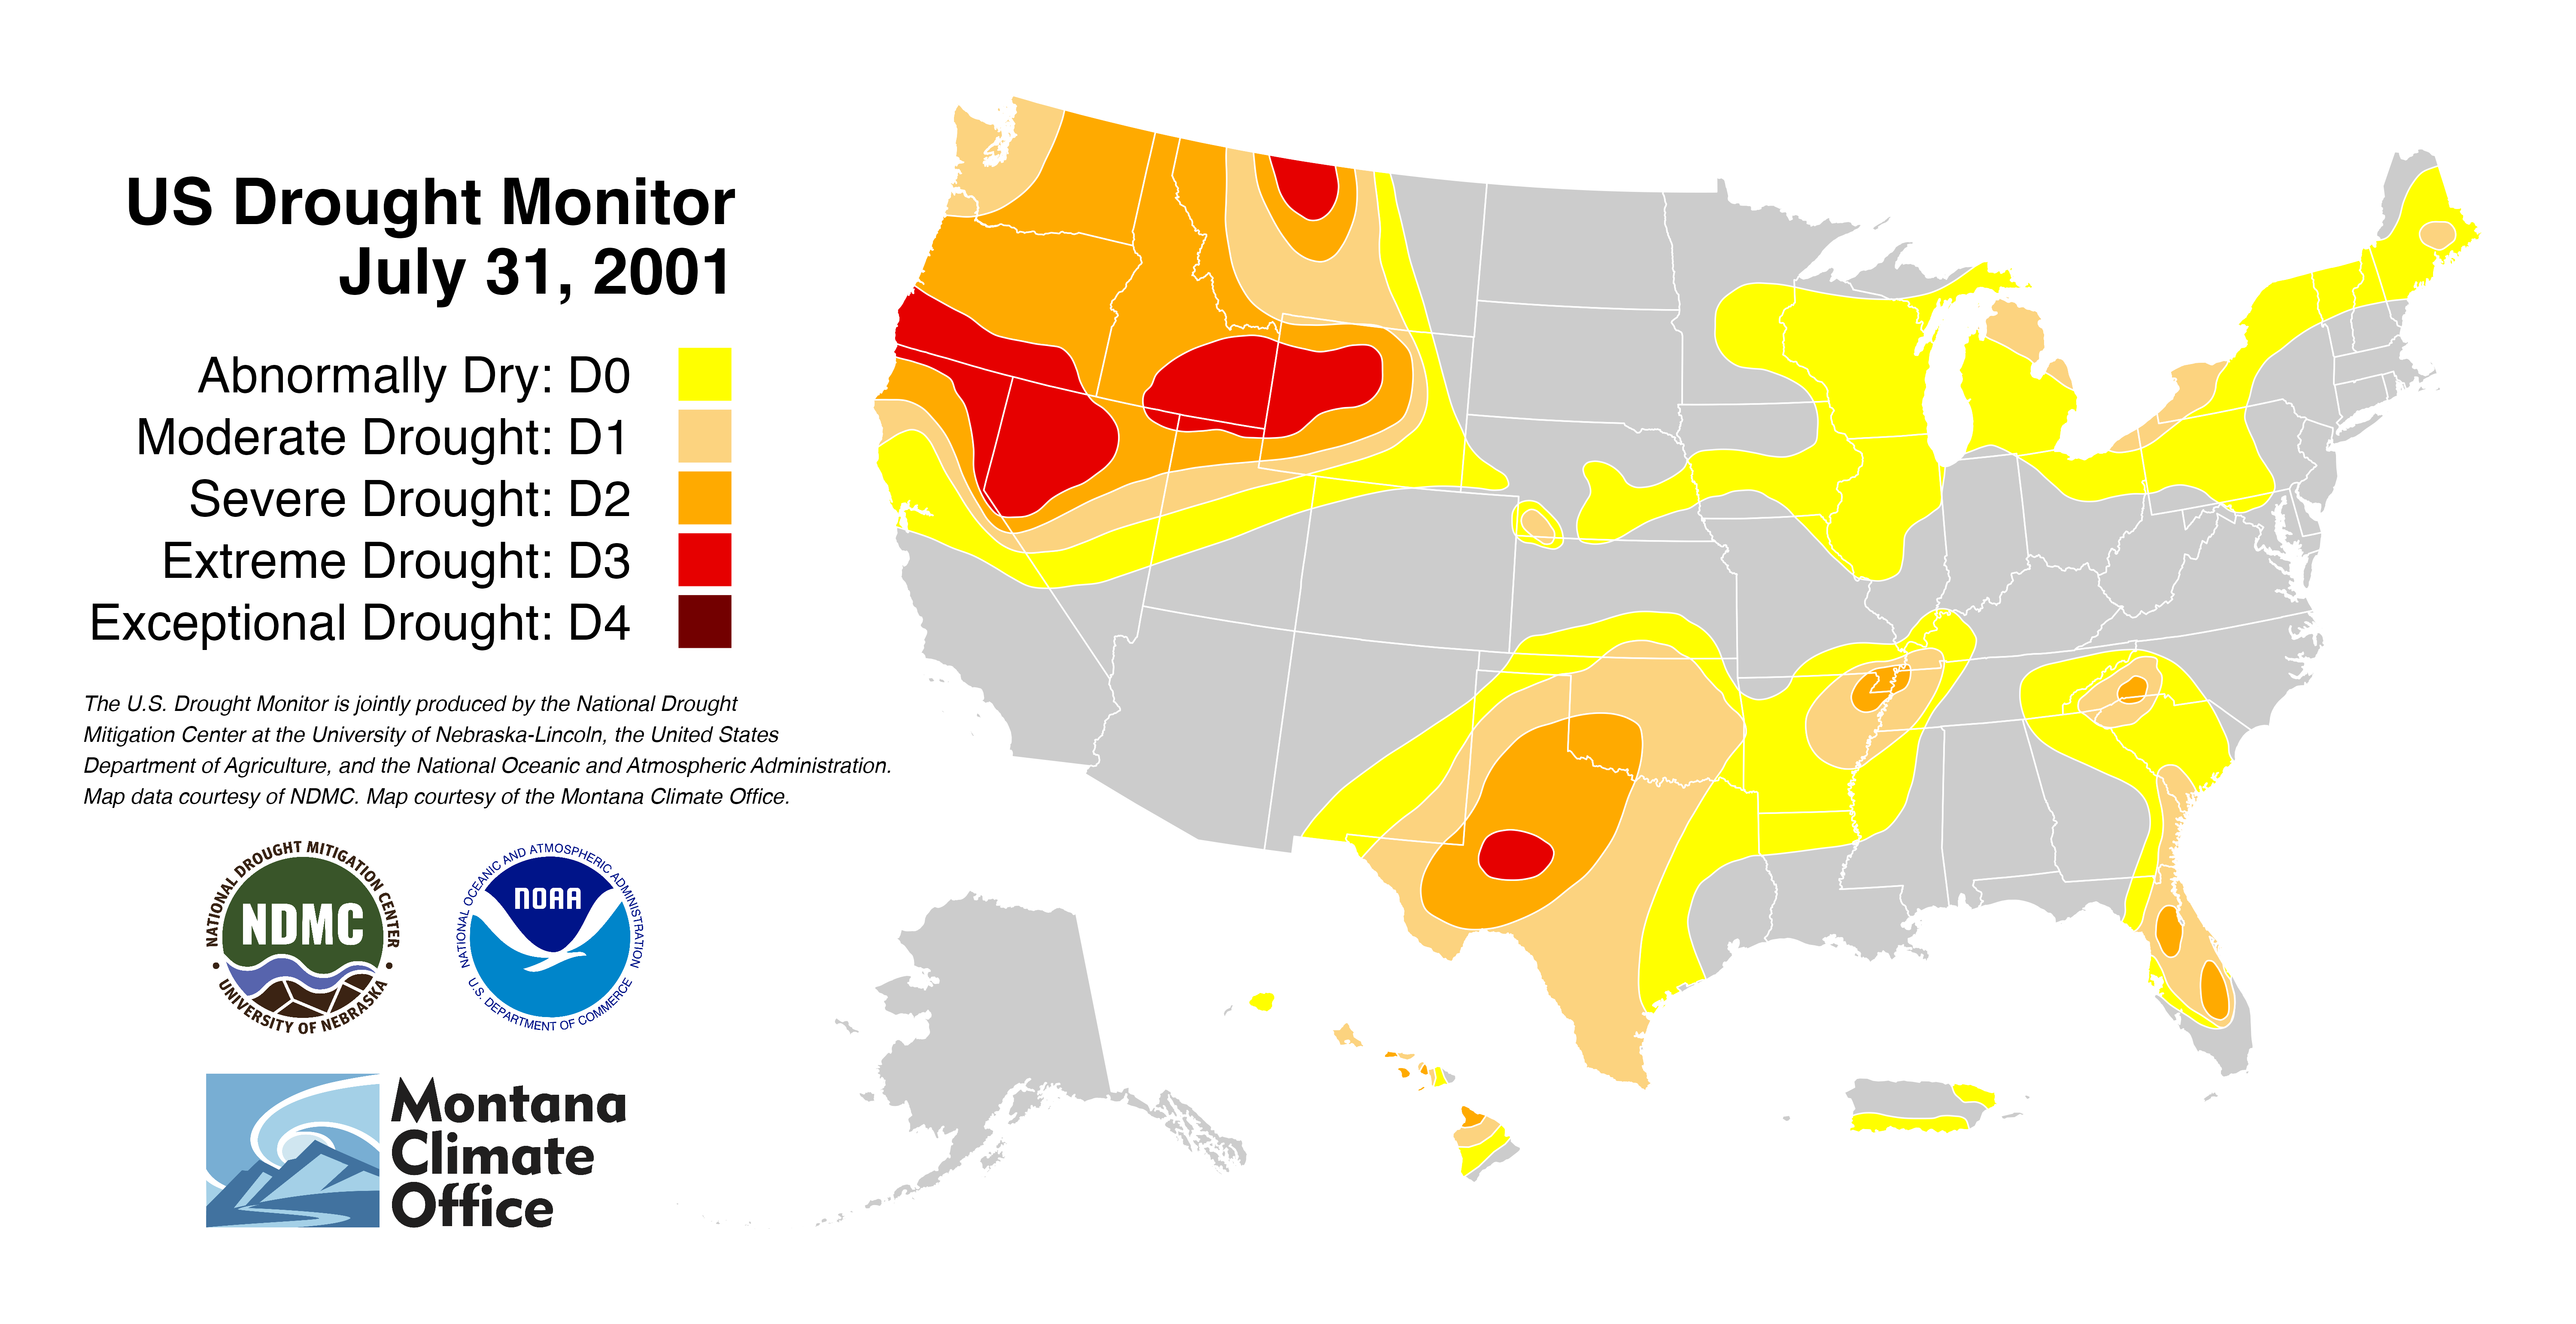 US Drought Monitor
July 31, 2001
Abnormally Dry: D0
Moderate Drought: D1
Severe Drought: D2
Extreme Drought: D3
Exceptional Drought: D4
The U.S. Drought Monitor is jointly produced by the National Drought
Mitigation Center at the University of Nebraska-Lincoln, the United States
Department of Agriculture, and the National Oceanic and Atmospheric Administration.
Map data courtesy of NDMC. Map courtesy of the Montana Climate Office.
NATIONAL DROUGHT MITIGATION CENTER
NDMC
• UNIVERSITY OF NEBRASKA •
NATIONAL OCEANIC AND ATMOSPHERIC ADMINISTRATION
NOAA
U.S. DEPARTMENT OF COMMERCE
Montana
Climate
Office